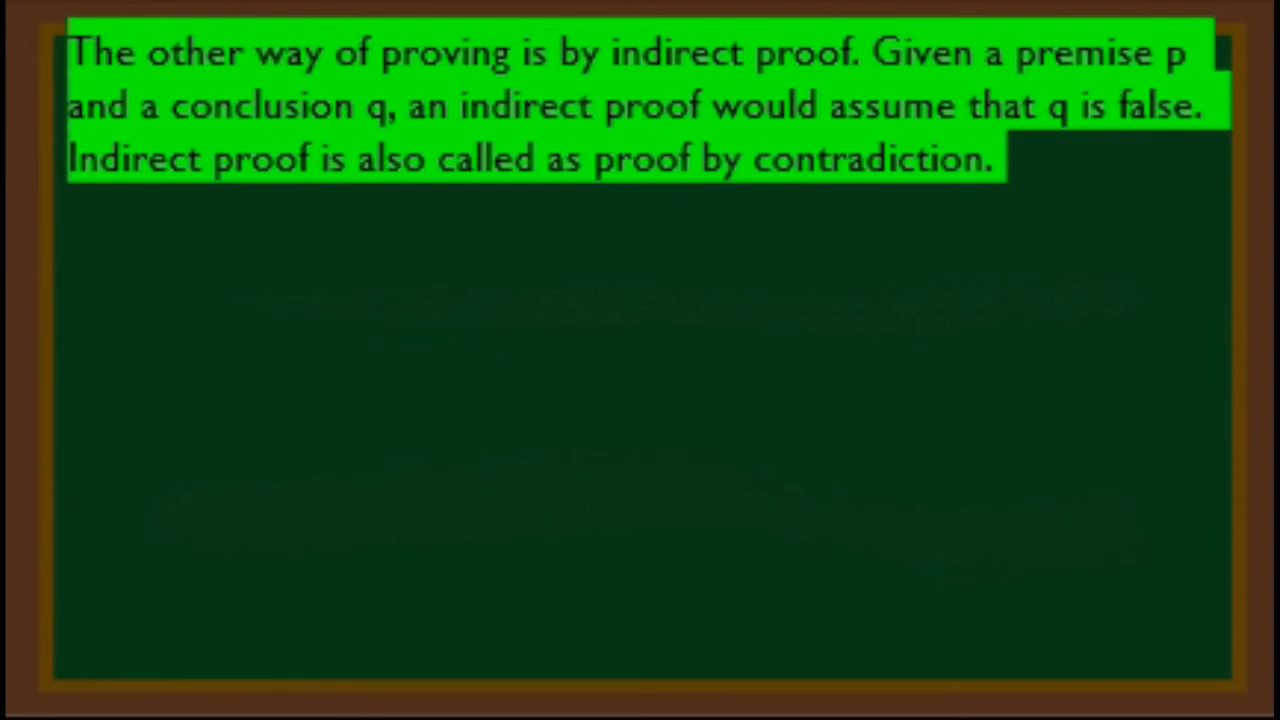 The other way of proving is by indirect proof. Given a premise p
and a conclusion q, an indirect proof would assume that q is false.
Indirect proof is also called as proof by contradiction.